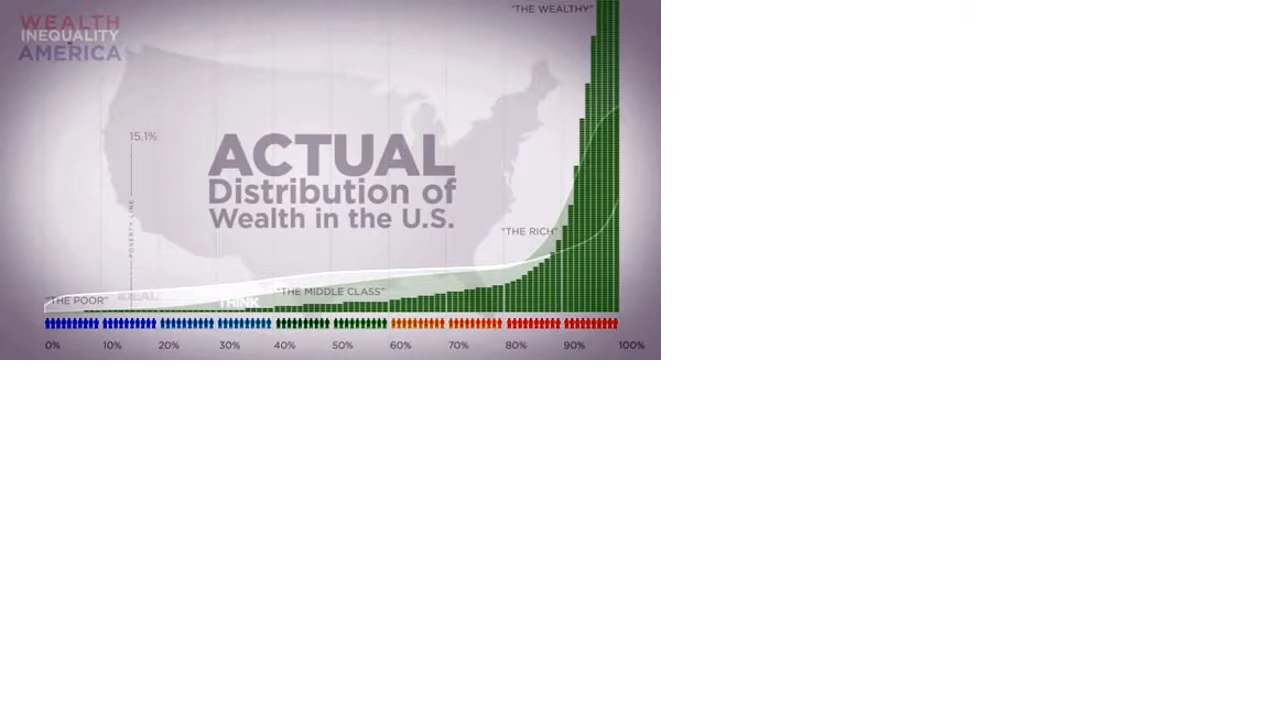 WEALTH
INEQUALITY
AMERICA
"THE WEALTHY"
15.1%
POVERTY LINE
ACTUAL
Distribution of
Wealth in the U.S.
"THE RICH"
"THE POOR"
IDEAL
THINK
"THE MIDDLE CLASS"
0% 10% 20% 30% 40% 50% 60% 70% 80% 90% 100%